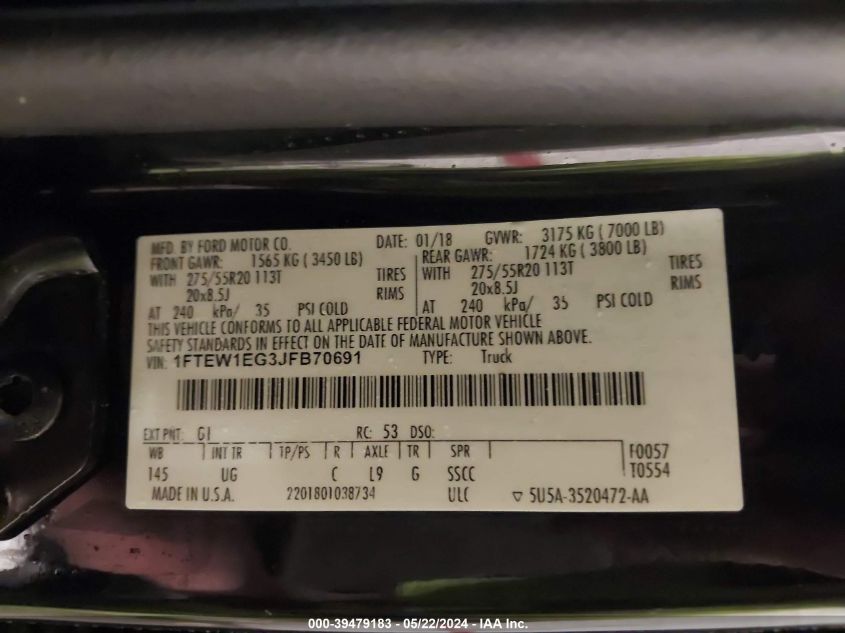 MFD. BY FORD MOTOR CO. DATE: 01/18 GVWR: 3175 KG ( 7000 LB)
FRONT GAWR: 1565 KG ( 3450 LB) REAR GAWR: 1724 KG ( 3800 LB)
WITH 275/55R20 113T TIRES WITH 275/55R20 113T TIRES
20x8.5J RIMS 20x8.5J RIMS
AT 240 kPa/ 35 PSI COLD AT 240 kPa/ 35 PSI COLD
THIS VEHICLE CONFORMS TO ALL APPLICABLE FEDERAL MOTOR VEHICLE
SAFETY STANDARDS IN EFFECT ON THE DATE OF MANUFACTURE SHOWN ABOVE.
VIN: 1FTEW1EG3JFB70691 TYPE: Truck
EXT PNT: G1 RC: 53 DSO:
WB INT TR TP/PS R AXLE TR SPR F0057
145 UG C L9 G SSCC T0554
MADE IN U.S.A. 2201801038734 ULC ▽ 5U5A-3520472-AA
000-39479183 - 05/22/2024 - IAA Inc.